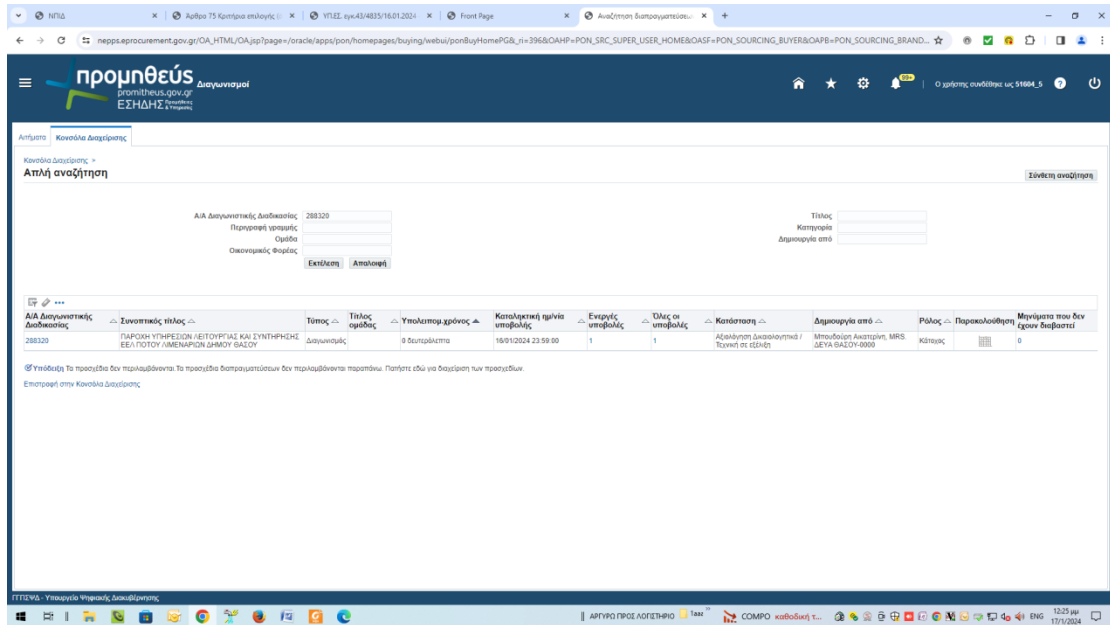 ΝΠΙΔ
Άρθρο 75 Κριτήρια επιλογής
ΥΠ.ΕΣ. εγκ.43/4835/16.01.2024
Front Page
Αναζήτηση διαπραγματεύσεων
nepps.eprocurement.gov.gr/OA_HTML/OA.jsp?page=/oracle/apps/pon/homepages/buying/webui/ponBuyHomePG&_ri=396&OAHP=PON_SRC_SUPER_USER_HOME&OASF=PON_SOURCING_BUYER&OAPB=PON_SOURCING_BRAND...
προμηθεύς Διαγωνισμοί
promitheus.gov.gr
ΕΣΗΔΗΣ Προμήθειες & Υπηρεσίες
99+
Ο χρήστης συνδέθηκε ως 51604_5
Αιτήματα Κονσόλα Διαχείρισης
Κονσόλα Διαχείρισης >
Απλή αναζήτηση
Σύνθετη αναζήτηση
Α/Α Διαγωνιστικής Διαδικασίας 288320 Τίτλος
Περιγραφή γραμμής Κατηγορία
Ομάδα Δημιουργία από
Οικονομικός Φορέας
Εκτέλεση Απαλοιφή
Α/Α Διαγωνιστικής Διαδικασίας Συνοπτικός τίτλος Τύπος Τίτλος ομάδας Υπολειπομ.χρόνος Καταληκτική ημ/νία υποβολής Ενεργές υποβολές Όλες οι υποβολές Κατάσταση Δημιουργία από Ρόλος Παρακολούθηση Μηνύματα που δεν έχουν διαβαστεί
288320 ΠΑΡΟΧΗ ΥΠΗΡΕΣΙΩΝ ΛΕΙΤΟΥΡΓΙΑΣ ΚΑΙ ΣΥΝΤΗΡΗΣΗΣ ΕΕΛ ΠΟΤΟΥ ΛΙΜΕΝΑΡΙΩΝ ΔΗΜΟΥ ΘΑΣΟΥ Διαγωνισμός 0 δευτερόλεπτα 16/01/2024 23:59:00 1 1 Αξιολόγηση Δικαιολογητικά / Τεχνική σε εξέλιξη Μπουδούρη Αικατερίνη, MRS. ΔΕΥΑ ΘΑΣΟΥ-0000 Κάτοχος 0
Υπόδειξη Τα προσχέδια δεν περιλαμβάνονται.Τα προσχέδια διαπραγματεύσεων δεν περιλαμβάνονται παραπάνω. Πατήστε εδώ για διαχείριση των προσχεδίων.
Επιστροφή στην Κονσόλα Διαχείρισης
ΓΓΠΣΨΔ - Υπουργείο Ψηφιακής Διακυβέρνησης
ΑΡΓΥΡΩ ΠΡΟΣ ΛΟΓΙΣΤΗΡΙΟ COMPO καθοδική τ... ENG 12:25 μμ
17/1/2024